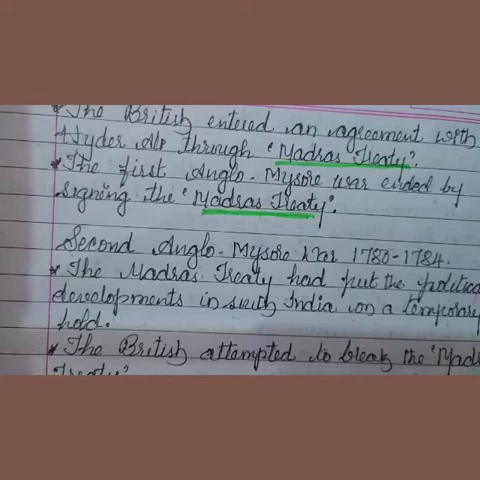 * The British entered an agreement with
Hyder Ali through 'Madras Treaty'.
* The first Anglo-Mysore war ended by
signing the 'Madras Treaty'.
Second Anglo-Mysore War 1780-1784.
* The Madras Treaty had put the political
developments in south India on a temporary
hold.
* The British attempted to break the 'Mad
Treaty'